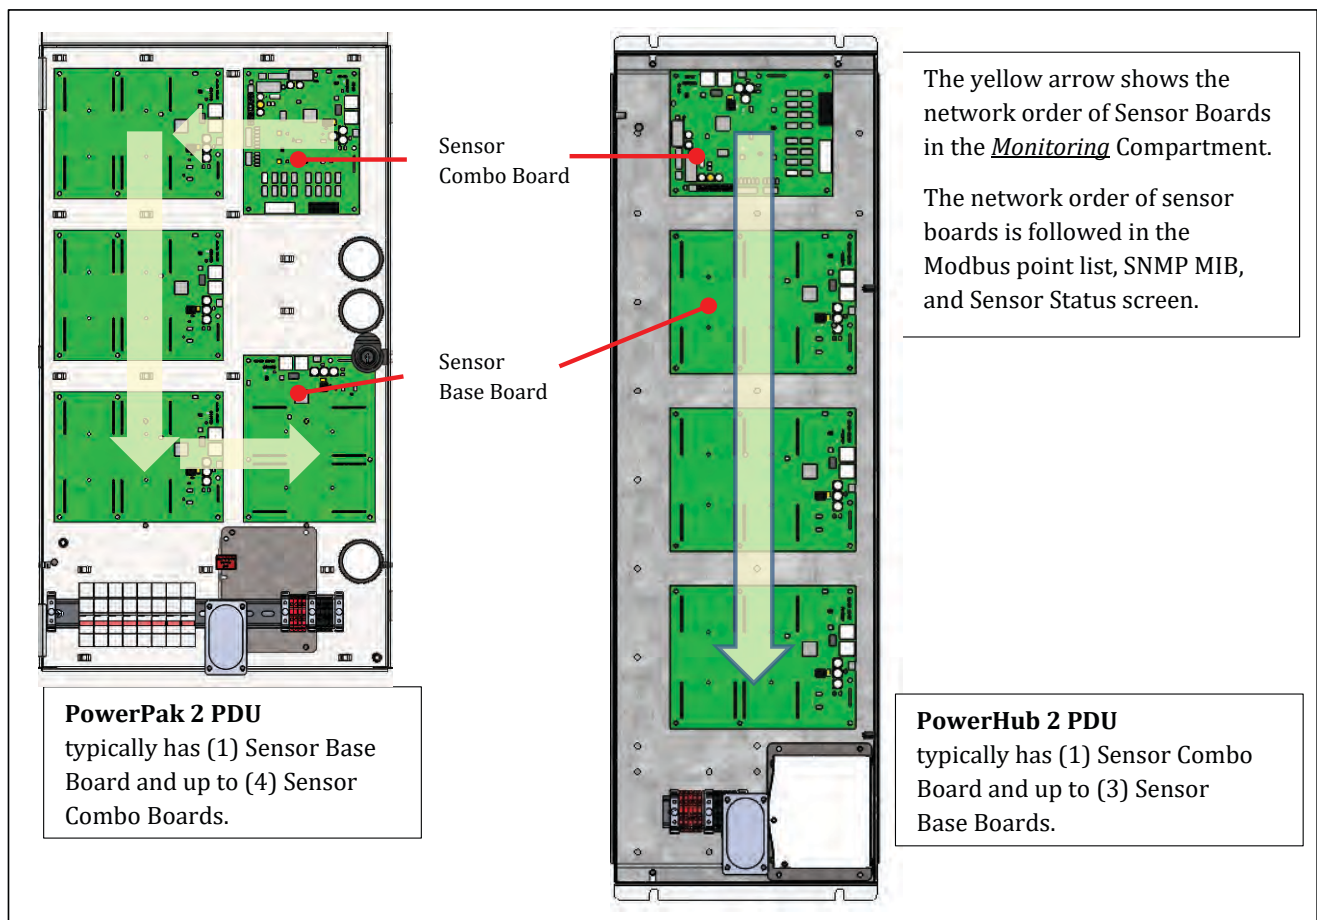 Sensor
Combo Board
Sensor
Base Board
The yellow arrow shows the
network order of Sensor Boards
in the Monitoring Compartment.
The network order of sensor
boards is followed in the
Modbus point list, SNMP MIB,
and Sensor Status screen.
PowerPak 2 PDU
typically has (1) Sensor Base
Board and up to (4) Sensor
Combo Boards.
PowerHub 2 PDU
typically has (1) Sensor Combo
Board and up to (3) Sensor
Base Boards.